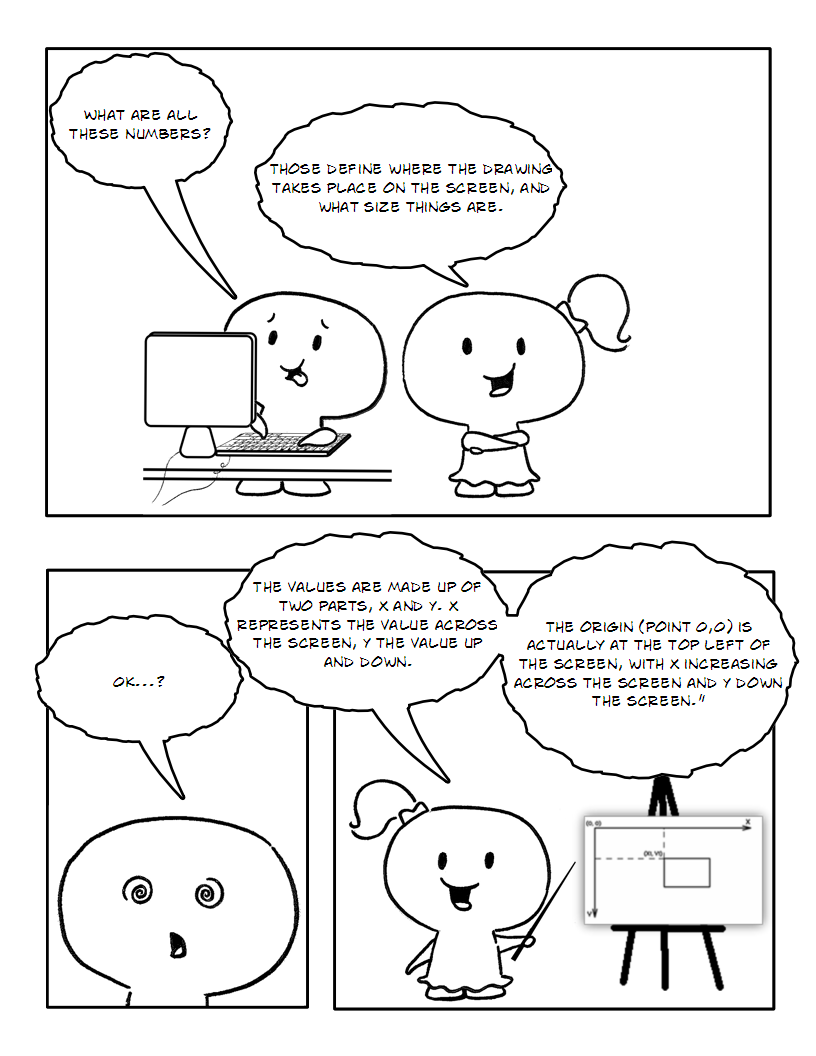 WHAT ARE ALL
THESE NUMBERS?
THOSE DEFINE WHERE THE DRAWING
TAKES PLACE ON THE SCREEN, AND
WHAT SIZE THINGS ARE.
OK...?
THE VALUES ARE MADE UP OF
TWO PARTS, X AND Y. X
REPRESENTS THE VALUE ACROSS
THE SCREEN, Y THE VALUE UP
AND DOWN.
THE ORIGIN (POINT 0,0) IS
ACTUALLY AT THE TOP LEFT OF
THE SCREEN, WITH X INCREASING
ACROSS THE SCREEN AND Y DOWN
THE SCREEN."
(0, 0)
X
Y